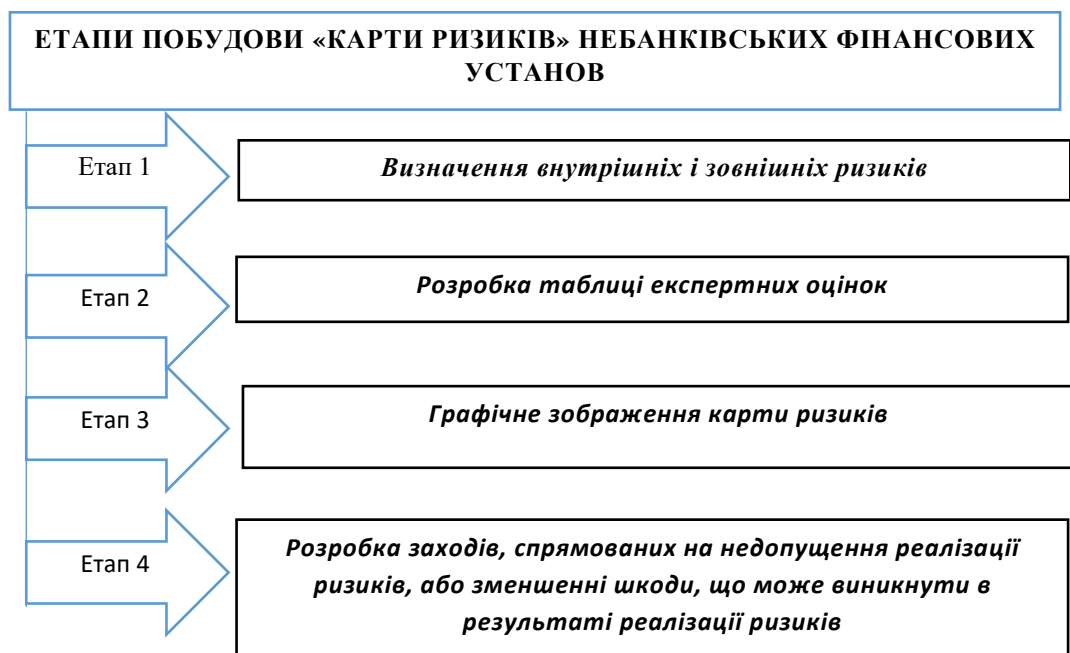 ЕТАПИ ПОБУДОВИ «КАРТИ РИЗИКІВ» НЕБАНКІВСЬКИХ ФІНАНСОВИХ
УСТАНОВ
Етап 1
Визначення внутрішніх і зовнішніх ризиків
Етап 2
Розробка таблиці експертних оцінок
Етап 3
Графічне зображення карти ризиків
Етап 4
Розробка заходів, спрямованих на недопущення реалізації
ризиків, або зменшенні шкоди, що може виникнути в
результаті реалізації ризиків